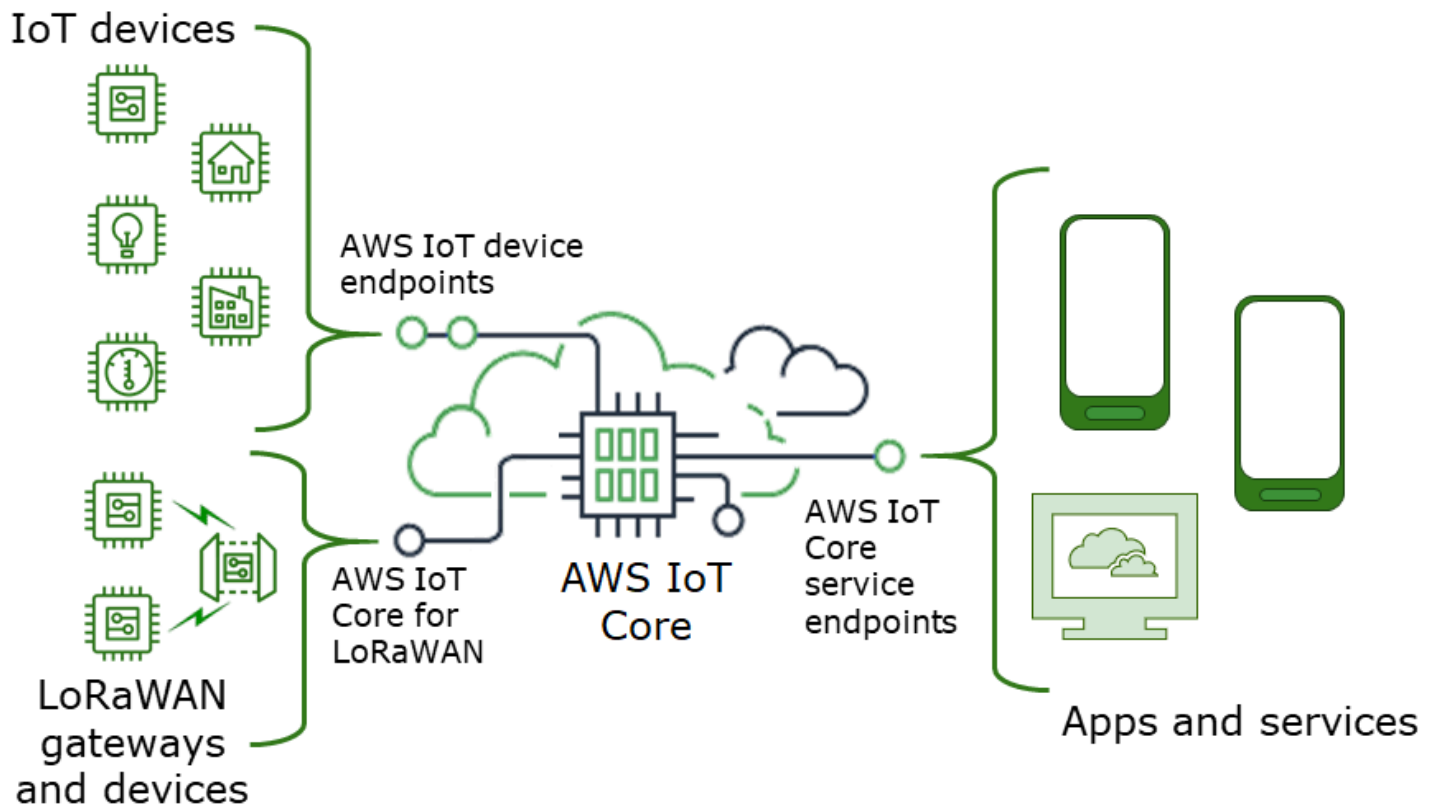 IoT devices
AWS IoT device
endpoints
AWS IoT
Core for
LoRaWAN
AWS IoT
Core
AWS IoT
Core
service
endpoints
LoRaWAN
gateways
and devices
Apps and services